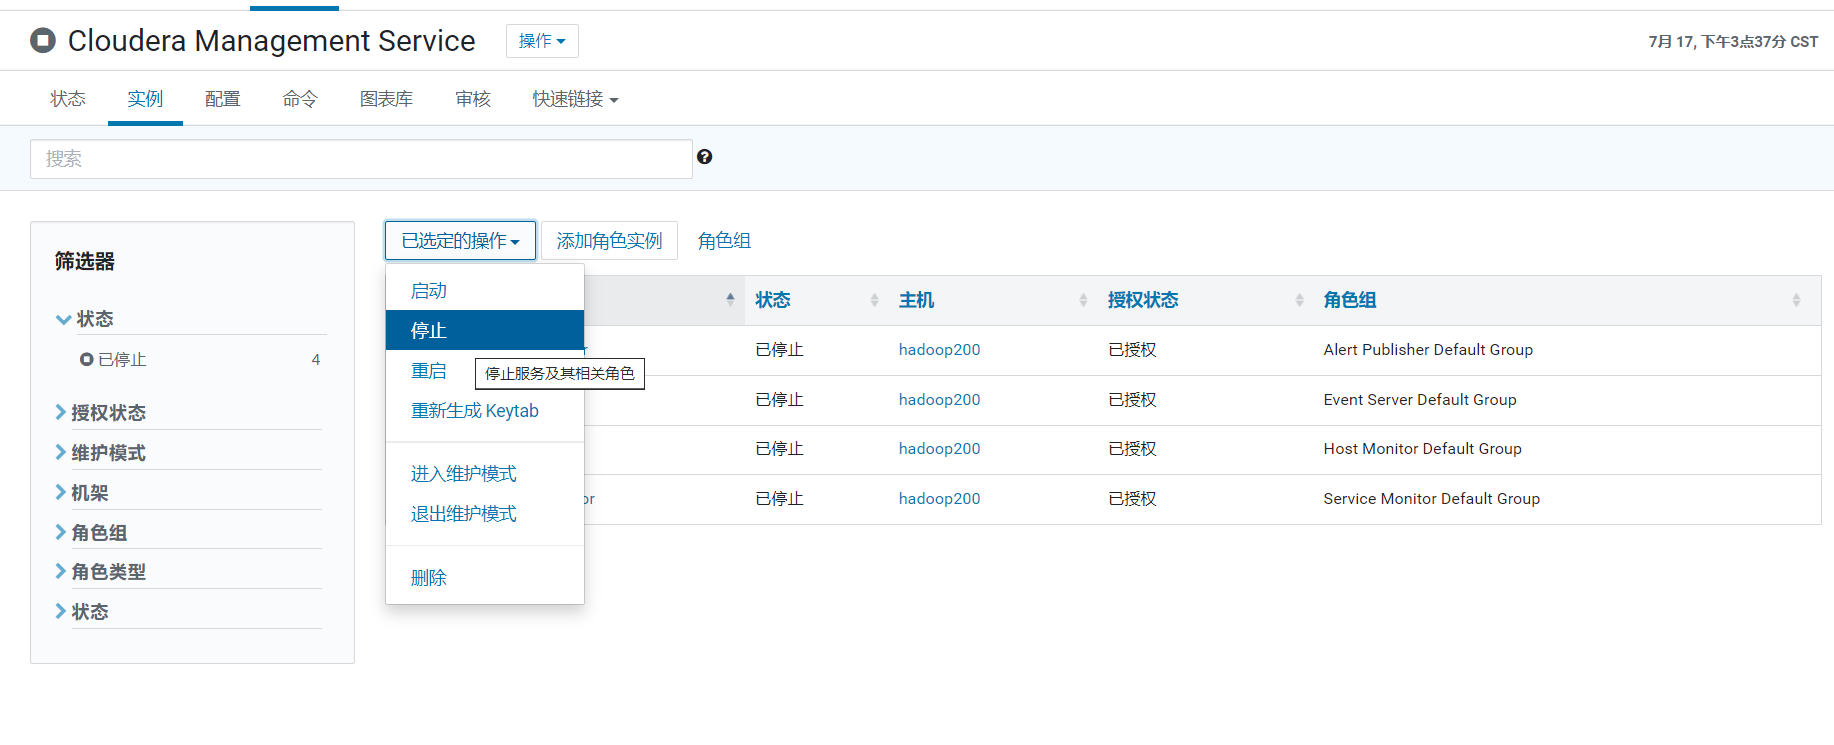 Cloudera Management Service 操作
7月 17, 下午3点37分 CST
状态 实例 配置 命令 图表库 审核 快速链接
搜索
筛选器
状态
已停止 4
授权状态
维护模式
机架
角色组
角色类型
状态
已选定的操作 添加角色实例 角色组
启动
停止
重启
停止服务及其相关角色
重新生成 Keytab
进入维护模式
退出维护模式
删除
状态 主机 授权状态 角色组
已停止 hadoop200 已授权 Alert Publisher Default Group
已停止 hadoop200 已授权 Event Server Default Group
已停止 hadoop200 已授权 Host Monitor Default Group
or 已停止 hadoop200 已授权 Service Monitor Default Group